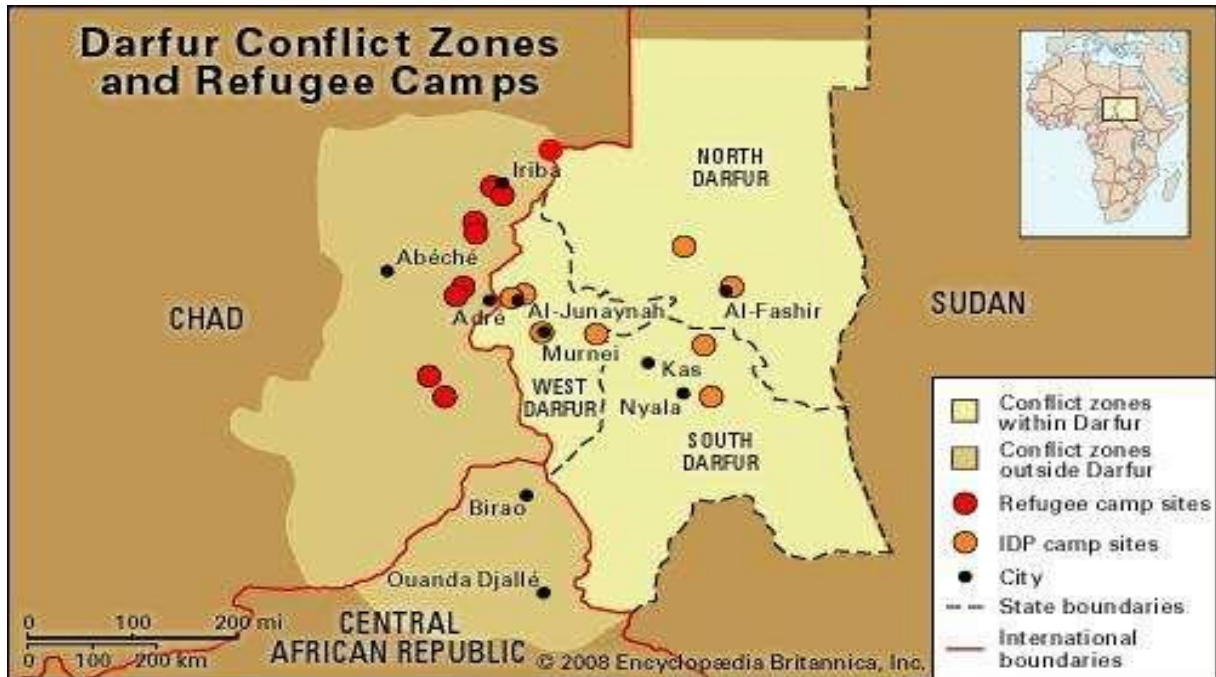 Darfur Conflict Zones
and Refugee Camps
Iriba
NORTH
DARFUR
Abéché
CHAD
Adré
Al-Junaynah
Al-Fashir
SUDAN
Murnei
Kas
WEST
DARFUR
Nyala
SOUTH
DARFUR
Birao
Ouanda Djallé
CENTRAL
AFRICAN REPUBLIC
Conflict zones
within Darfur
Conflict zones
outside Darfur
Refugee camp sites
IDP camp sites
City
State boundaries
International
boundaries
0 100 200 mi
0 100 200 km
© 2008 Encyclopædia Britannica, Inc.